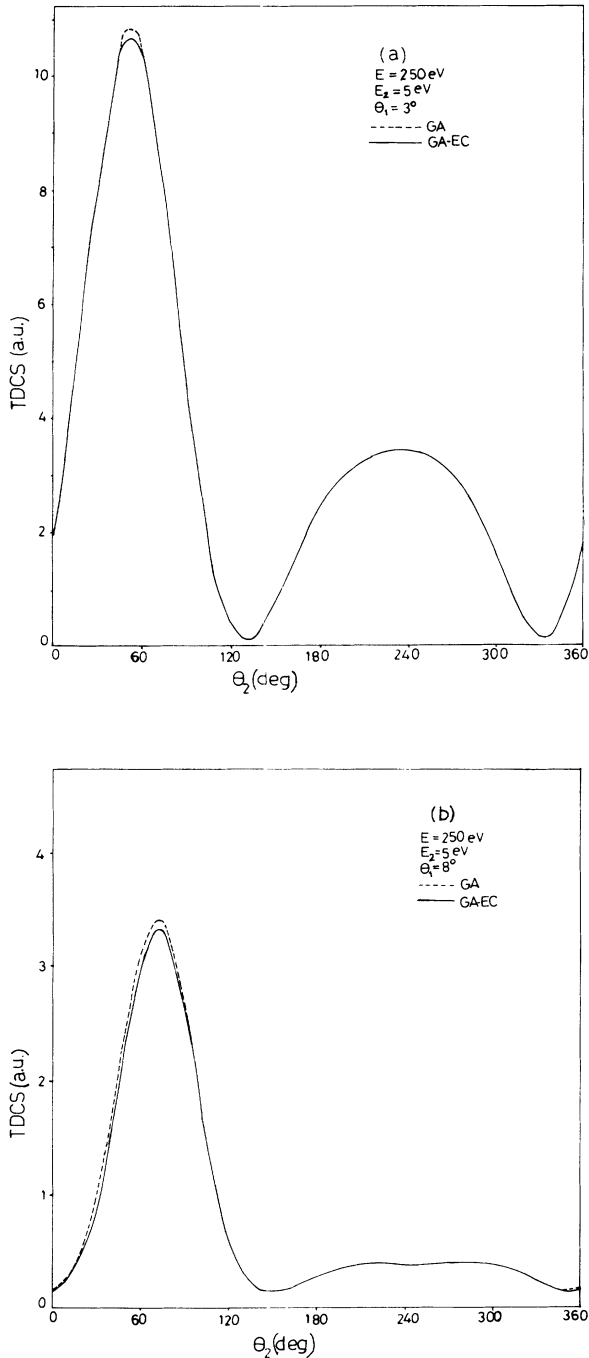 10
8
6
4
2
0
TDCS (a.u.)
(a)
E = 250 eV
E₂ = 5 eV
θ₁ = 3°
GA
GA-EC
0 60 120 180 240 300 360
θ₂(deg)
4
3
2
1
0
TDCS (a.u.)
(b)
E = 250 eV
E₂=5 eV
θ₁=8°
GA
GA-EC
0 60 120 180 240 300 360
θ₂(deg)